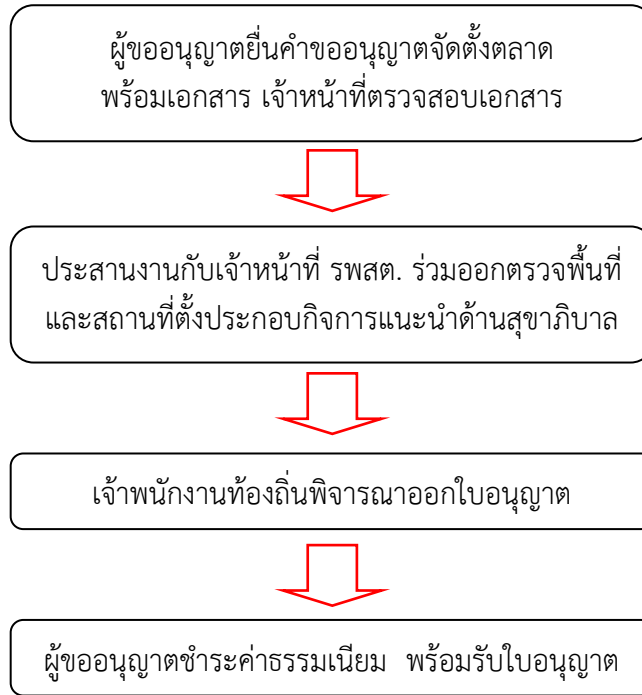 ผู้ขออนุญาตยื่นคำขออนุญาตจัดตั้งตลาด
พร้อมเอกสาร เจ้าหน้าที่ตรวจสอบเอกสาร
ประสานงานกับเจ้าหน้าที่ รพสต. ร่วมออกตรวจพื้นที่
และสถานที่ตั้งประกอบกิจการแนะนำด้านสุขาภิบาล
เจ้าพนักงานท้องถิ่นพิจารณาออกใบอนุญาต
ผู้ขออนุญาตชำระค่าธรรมเนียม พร้อมรับใบอนุญาต